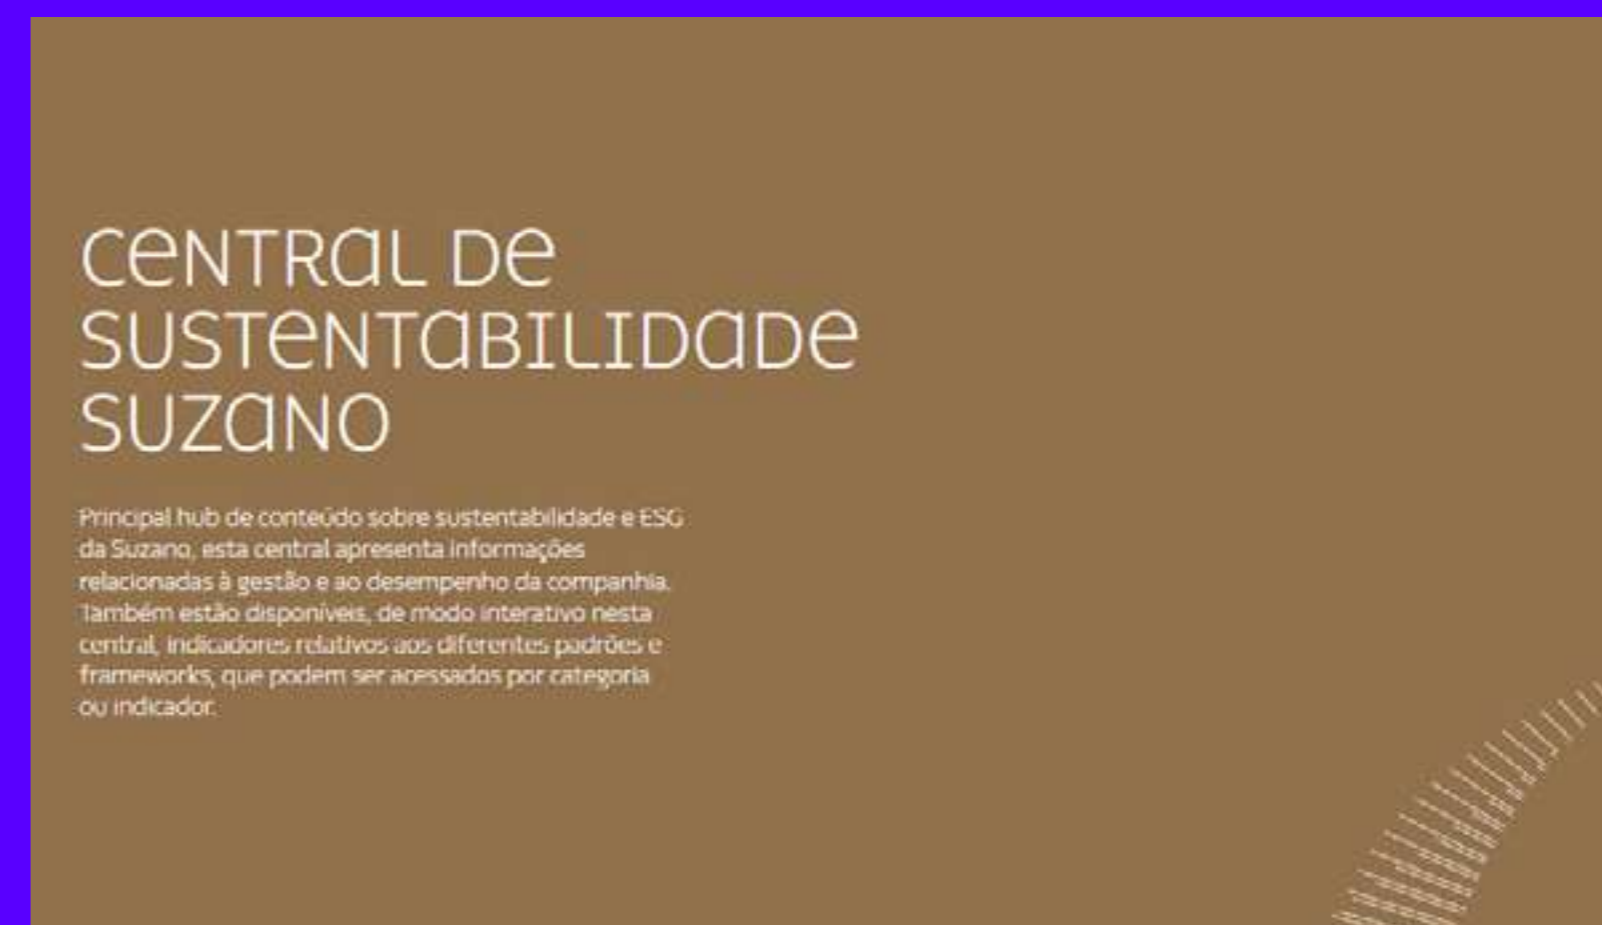 CeNTRaL De
SUSTeNTaBILIDaDe
SUZaNO
Principal hub de conteúdo sobre sustentabilidade e ESG
da Suzano, esta central apresenta informações
relacionadas à gestão e ao desempenho da companhia.
Também estão disponíveis, de modo interativo nesta
central, indicadores relativos aos diferentes padrões e
frameworks, que podem ser acessados por categoria
ou indicador.